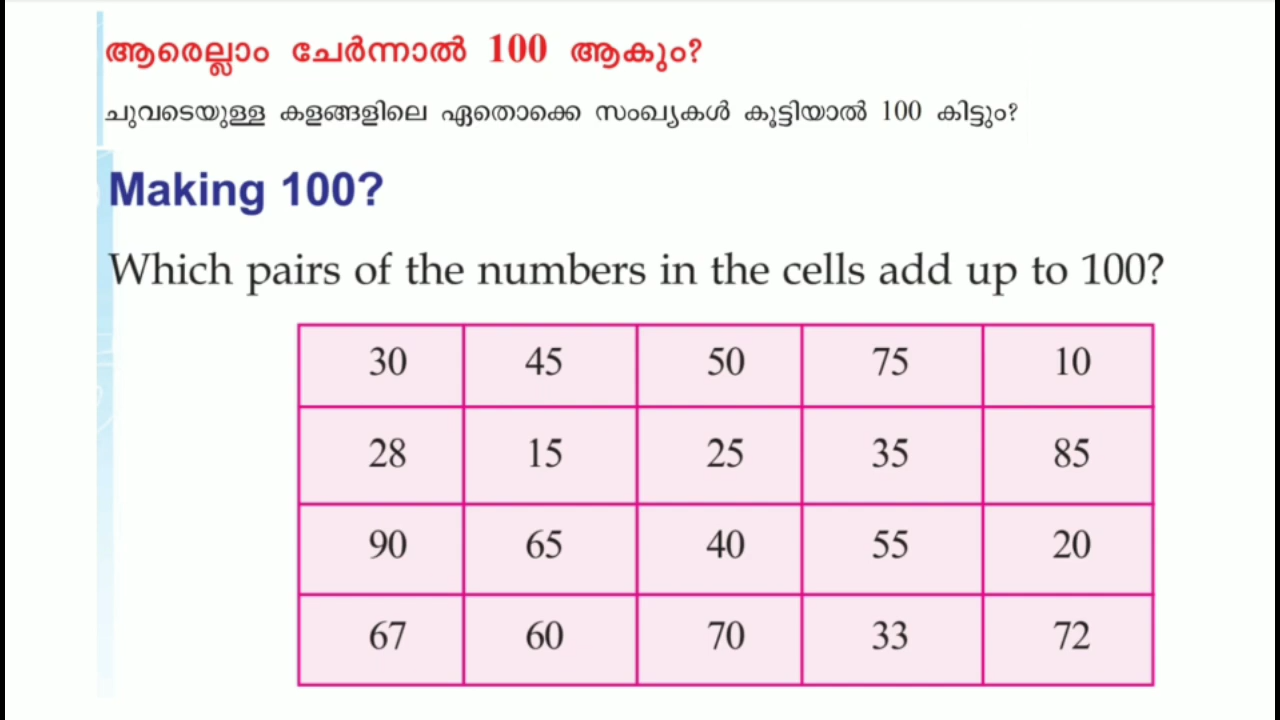 ആരെല്ലാം ചേർന്നാൽ 100 ആകും?
ചുവടെയുള്ള കളങ്ങളിലെ ഏതൊക്കെ സംഖ്യകൾ കൂട്ടിയാൽ 100 കിട്ടും?
Making 100?
Which pairs of the numbers in the cells add up to 100?
30 45 50 75 10
28 15 25 35 85
90 65 40 55 20
67 60 70 33 72